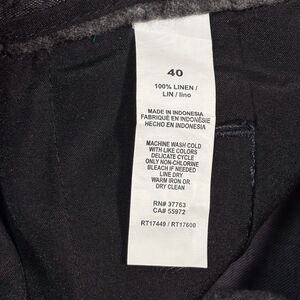 40
100% LINEN /
LIN / lino
MADE IN INDONESIA
FABRIQUÉ EN INDONÉSIE
HECHO EN INDONESIA
MACHINE WASH COLD
WITH LIKE COLORS
DELICATE CYCLE
ONLY NON-CHLORINE
BLEACH IF NEEDED
LINE DRY
WARM IRON OR
DRY CLEAN
RN# 37763
CA# 55972
RT17449 / RT17600